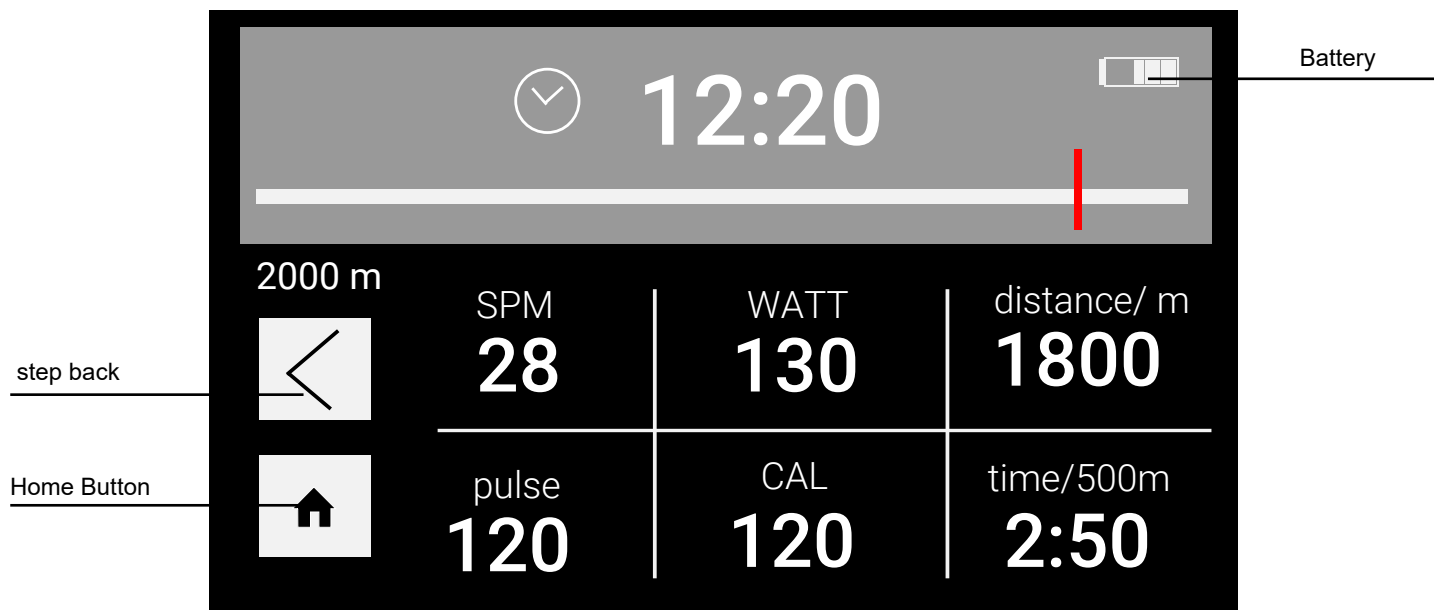 Battery
12:20
2000 m
SPM
28
WATT
130
distance/ m
1800
step back
Home Button
pulse
120
CAL
120
time/500m
2:50